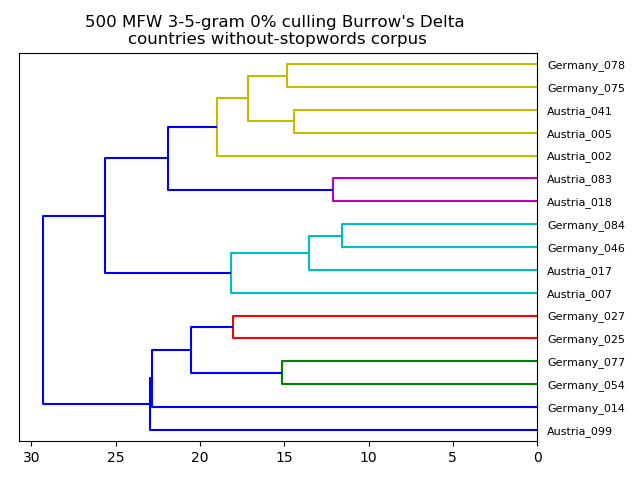 500 MFW 3-5-gram 0% culling Burrow's Delta
countries without-stopwords corpus
Germany_078
Germany_075
Austria_041
Austria_005
Austria_002
Austria_083
Austria_018
Germany_084
Germany_046
Austria_017
Austria_007
Germany_027
Germany_025
Germany_077
Germany_054
Germany_014
Austria_099
30 25 20 15 10 5 0